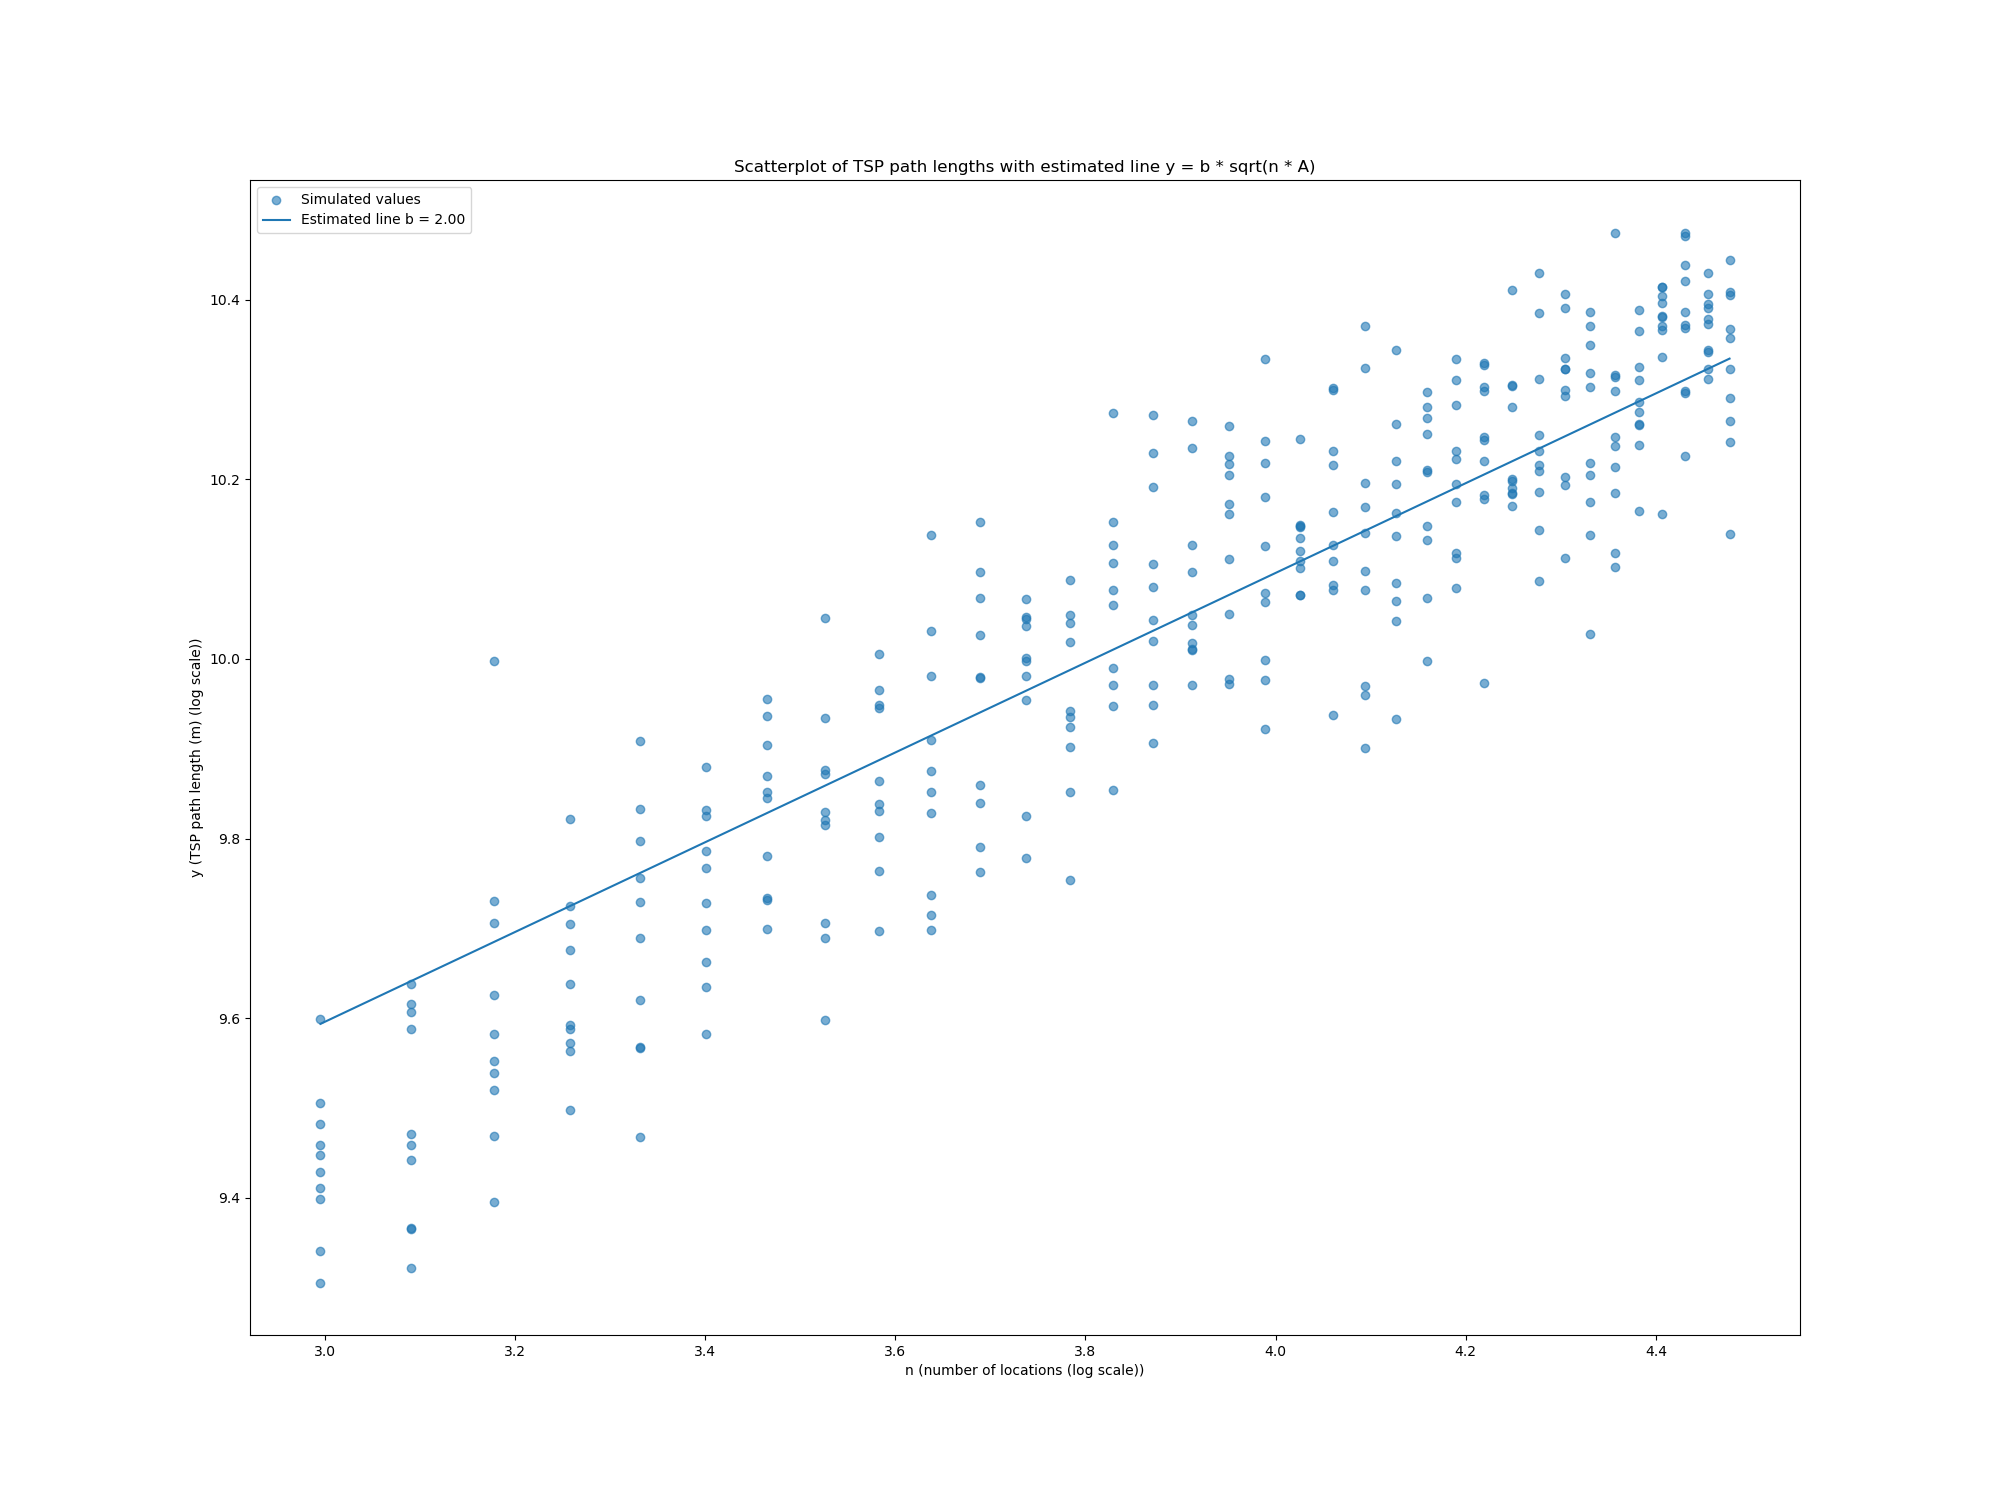 Scatterplot of TSP path lengths with estimated line y = b * sqrt(n * A)
Simulated values
Estimated line b = 2.00
10.4
10.2
10.0
9.8
9.6
9.4
y (TSP path length (m) (log scale))
3.0 3.2 3.4 3.6 3.8 4.0 4.2 4.4
n (number of locations (log scale))